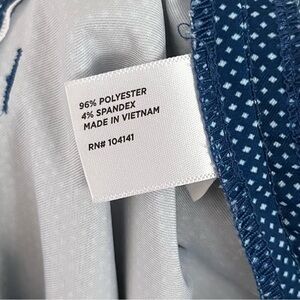 96% POLYESTER
4% SPANDEX
MADE IN VIETNAM
RN# 104141